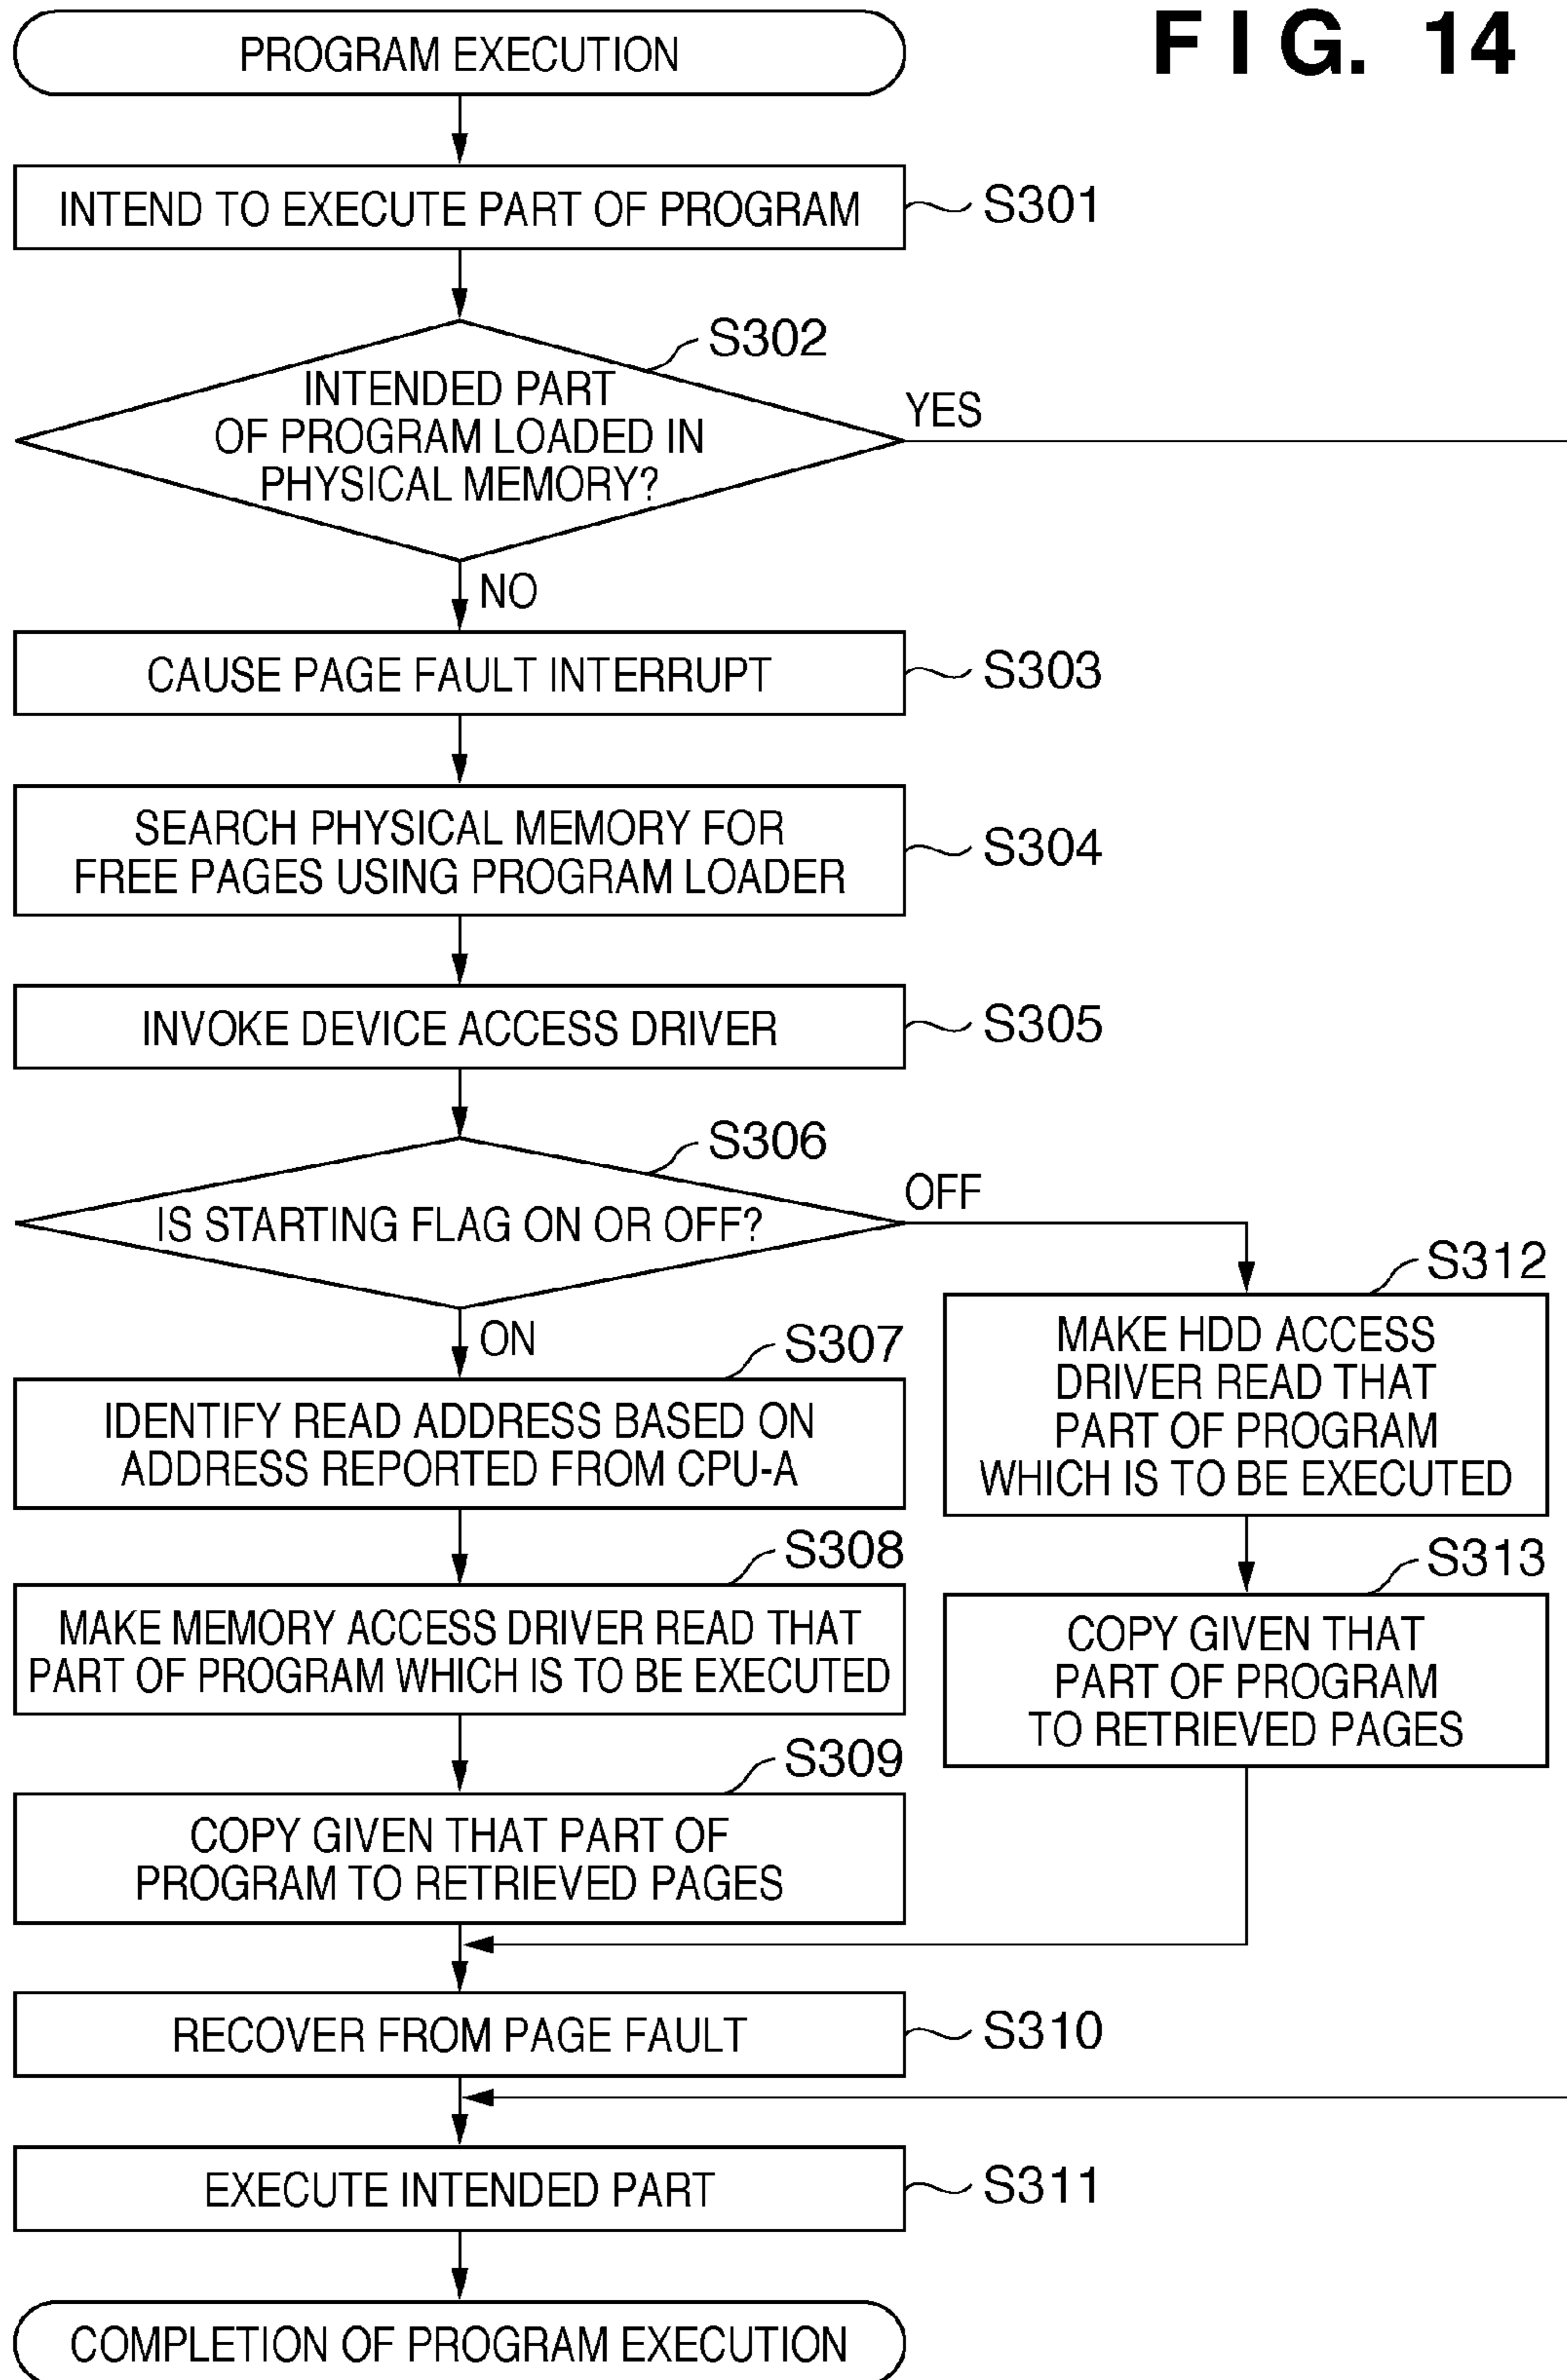 FIG. 14
PROGRAM EXECUTION
INTEND TO EXECUTE PART OF PROGRAM
S301
S302
INTENDED PART
OF PROGRAM LOADED IN
PHYSICAL MEMORY?
YES
NO
CAUSE PAGE FAULT INTERRUPT
S303
SEARCH PHYSICAL MEMORY FOR
FREE PAGES USING PROGRAM LOADER
S304
INVOKE DEVICE ACCESS DRIVER
S305
S306
IS STARTING FLAG ON OR OFF?
OFF
ON
S307
IDENTIFY READ ADDRESS BASED ON
ADDRESS REPORTED FROM CPU-A
S308
MAKE MEMORY ACCESS DRIVER READ THAT
PART OF PROGRAM WHICH IS TO BE EXECUTED
S309
COPY GIVEN THAT PART OF
PROGRAM TO RETRIEVED PAGES
S312
MAKE HDD ACCESS
DRIVER READ THAT
PART OF PROGRAM
WHICH IS TO BE EXECUTED
S313
COPY GIVEN THAT
PART OF PROGRAM
TO RETRIEVED PAGES
RECOVER FROM PAGE FAULT
S310
EXECUTE INTENDED PART
S311
COMPLETION OF PROGRAM EXECUTION